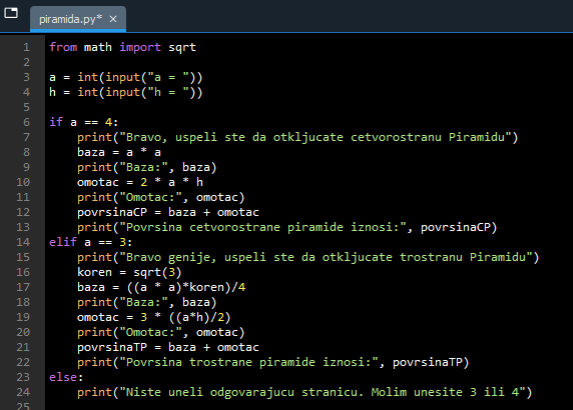 piramida.py* ×
1 from math import sqrt
2
3 a = int(input("a = "))
4 h = int(input("h = "))
5
6 if a == 4:
7     print("Bravo, uspeli ste da otkljucate cetvorostranu Piramidu")
8     baza = a * a
9     print("Baza:", baza)
10     omotac = 2 * a * h
11     print("Omotac:", omotac)
12     povrsinaCP = baza + omotac
13     print("Povrsina cetvorostrane piramide iznosi:", povrsinaCP)
14 elif a == 3:
15     print("Bravo genije, uspeli ste da otkljucate trostranu Piramidu")
16     koren = sqrt(3)
17     baza = ((a * a)*koren)/4
18     print("Baza:", baza)
19     omotac = 3 * ((a*h)/2)
20     print("Omotac:", omotac)
21     povrsinaTP = baza + omotac
22     print("Povrsina trostrane piramide iznosi:", povrsinaTP)
23 else:
24     print("Niste uneli odgovarajucu stranicu. Molim unesite 3 ili 4")
25